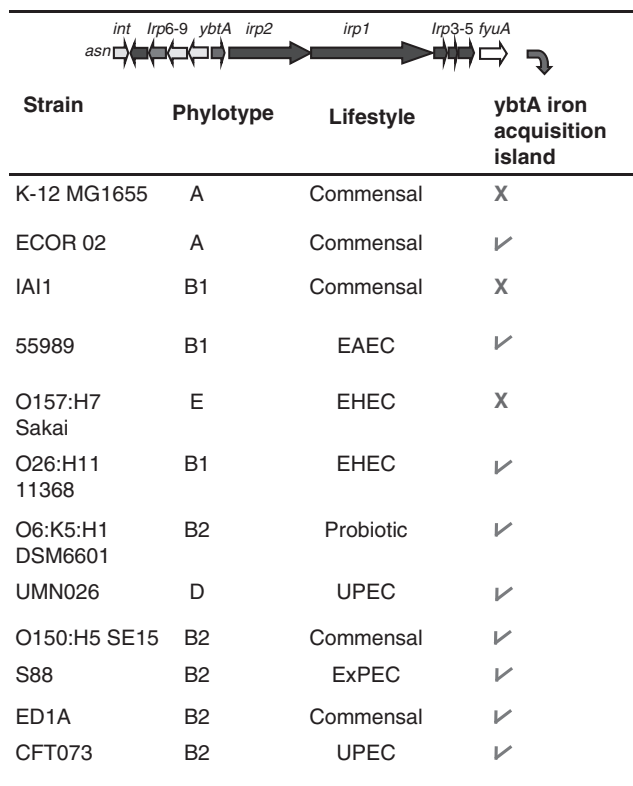 int Irp6-9 ybtA irp2 irp1 Irp3-5 fyuA
asn
Strain Phylotype Lifestyle ybtA iron
acquisition
island
K-12 MG1655 A Commensal X
ECOR 02 A Commensal ✓
IAI1 B1 Commensal X
55989 B1 EAEC ✓
O157:H7 E EHEC X
Sakai
O26:H11 B1 EHEC ✓
11368
O6:K5:H1 B2 Probiotic ✓
DSM6601
UMN026 D UPEC ✓
O150:H5 SE15 B2 Commensal ✓
S88 B2 ExPEC ✓
ED1A B2 Commensal ✓
CFT073 B2 UPEC ✓